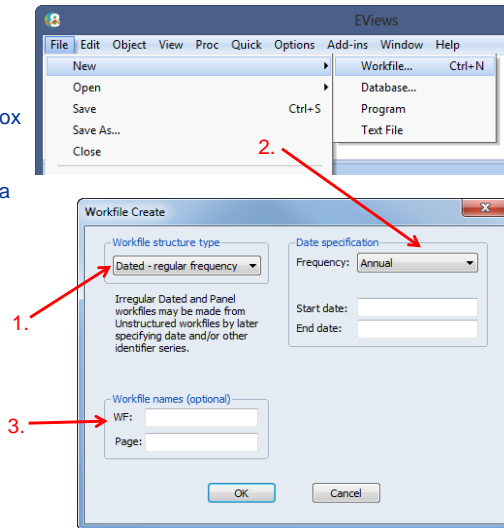 EViews
File Edit Object View Proc Quick Options Add-ins Window Help
New
Workfile... Ctrl+N
Open
Database...
Save Ctrl+S
Program
Save As...
Text File
Close
2.
Workfile Create
Workfile structure type
Dated - regular frequency
Date specification
Frequency: Annual
Start date:
End date:
Irregular Dated and Panel
workfiles may be made from
Unstructured workfiles by later
specifying date and/or other
identifier series.
1.
Workfile names (optional)
WF:
Page:
3.
OK
Cancel